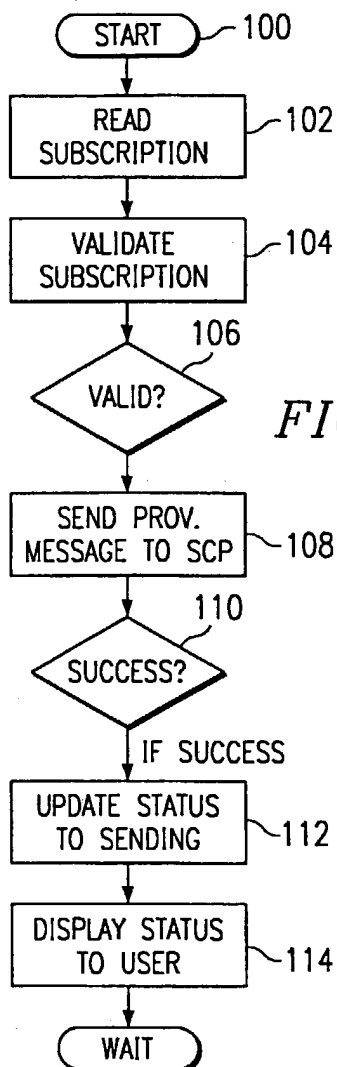 START
100
READ
SUBSCRIPTION
102
VALIDATE
SUBSCRIPTION
104
106
VALID?
FI
SEND PROV.
MESSAGE TO SCP
108
110
SUCCESS?
IF SUCCESS
UPDATE STATUS
TO SENDING
112
DISPLAY STATUS
TO USER
114
WAIT